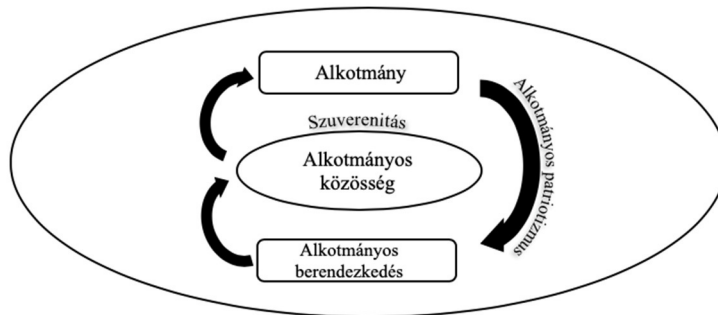 Alkotmány
Szuverenitás
Alkotmányos
közösség
Alkotmányos patriotizmus
Alkotmányos
berendezkedés